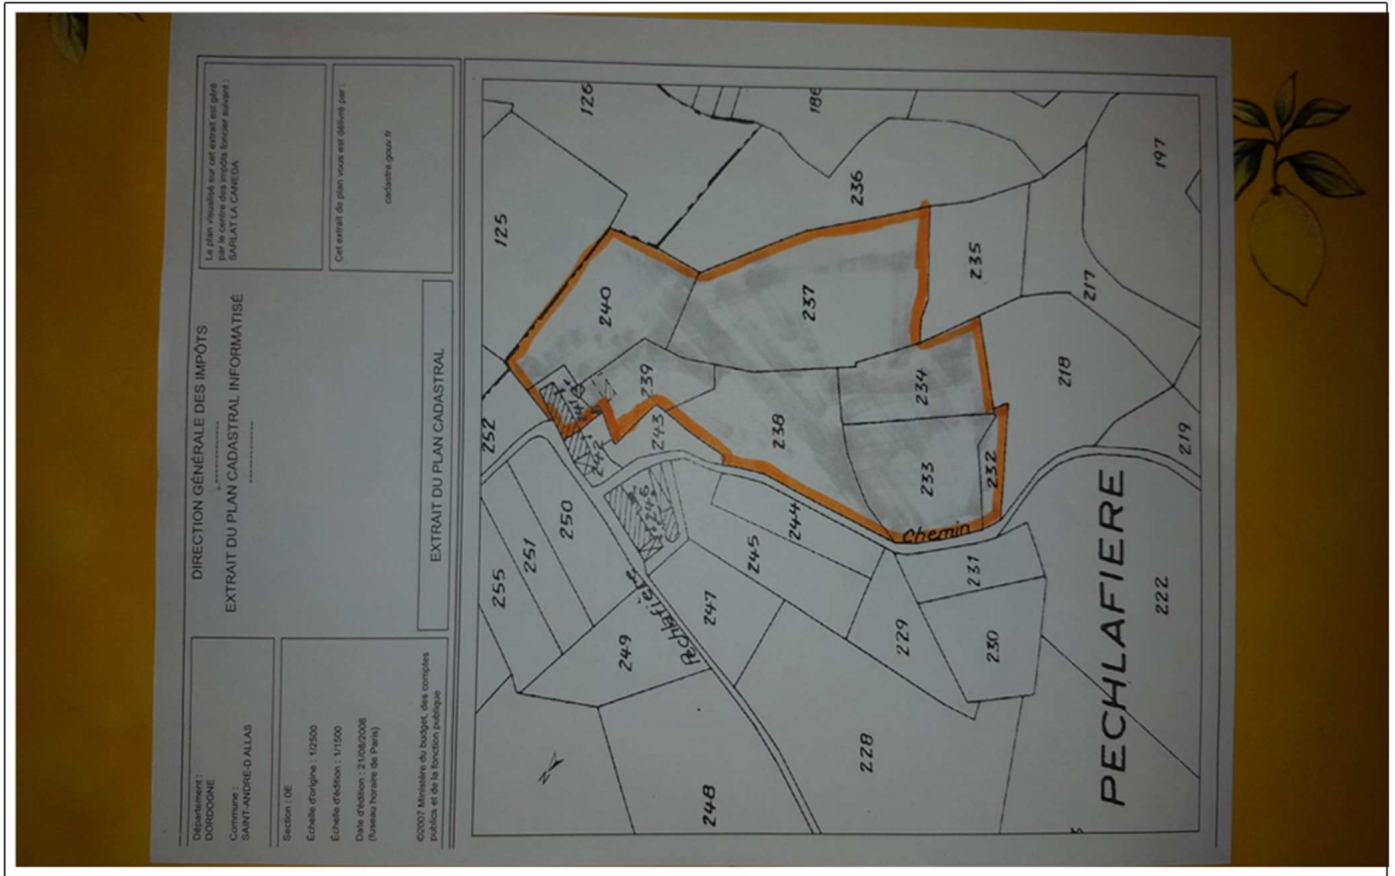 DIRECTION GÉNÉRALE DES IMPÔTS
EXTRAIT DU PLAN CADASTRAL INFORMATISÉ
Département :
DORDOGNE
Commune :
SAINT-ANDRE-D ALLAS
Section : 0E
Échelle d'origine : 1/2500
Échelle d'édition : 1/1500
Date d'édition : 21/08/2008
(fuseau horaire de Paris)
©2007 Ministère du budget, des comptes
publics et de la fonction publique
EXTRAIT DU PLAN CADASTRAL
Le plan visualisé sur cet extrait est géré
par le centre des impôts foncier suivant :
SARLAT LA CANEDA
Cet extrait de plan vous est délivré par :
cadastre.gouv.fr
252
125
126
186
236
197
240
237
235
217
239
234
218
243
242
238
233
232
219
250
251
255
246
244
245
Chemin
231
249
Pechlafière
247
229
230
222
248
228
PECHLAFIERE
N